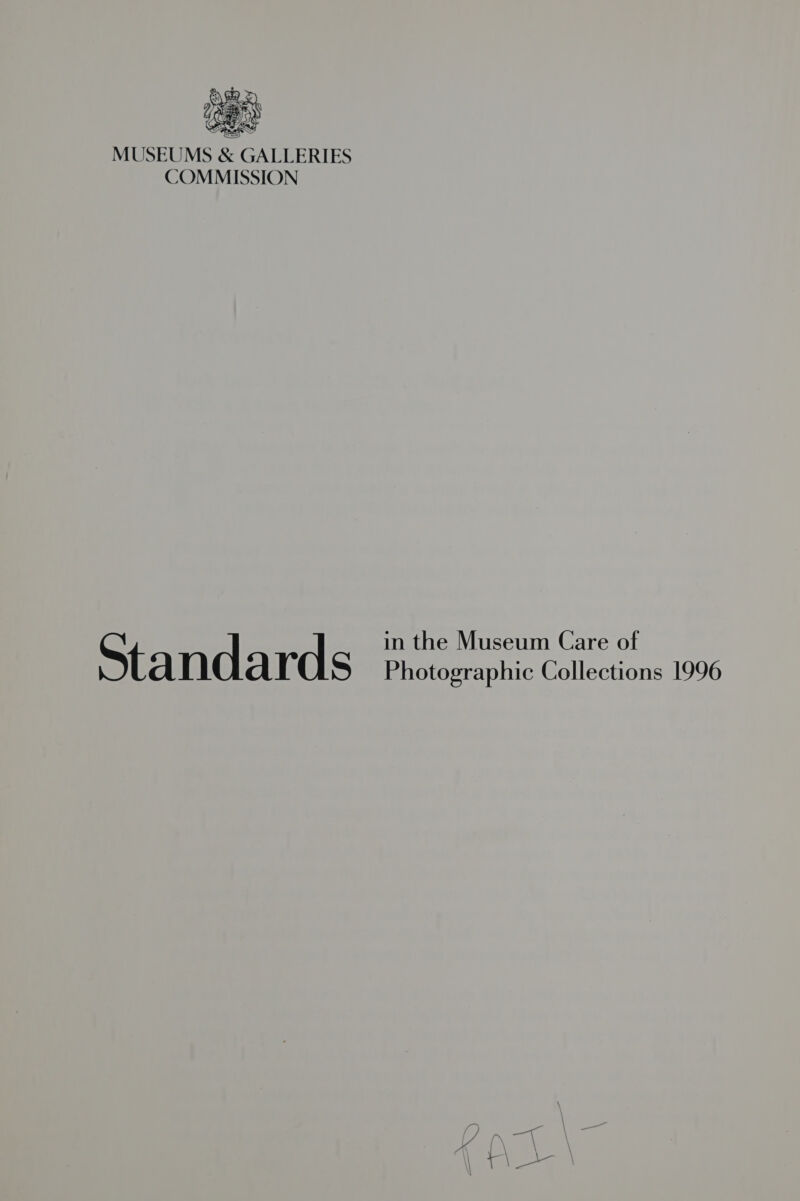 MUSEUMS & GALLERIES
COMMISSION
Standards
in the Museum Care of
Photographic Collections 1996